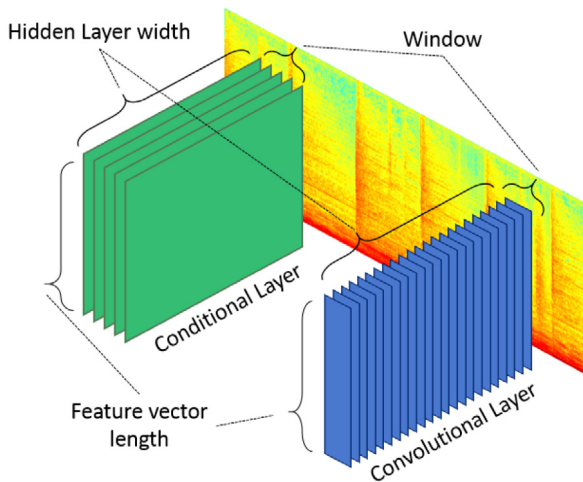 Hidden Layer width
Window
Conditional Layer
Feature vector
length
Convolutional Layer